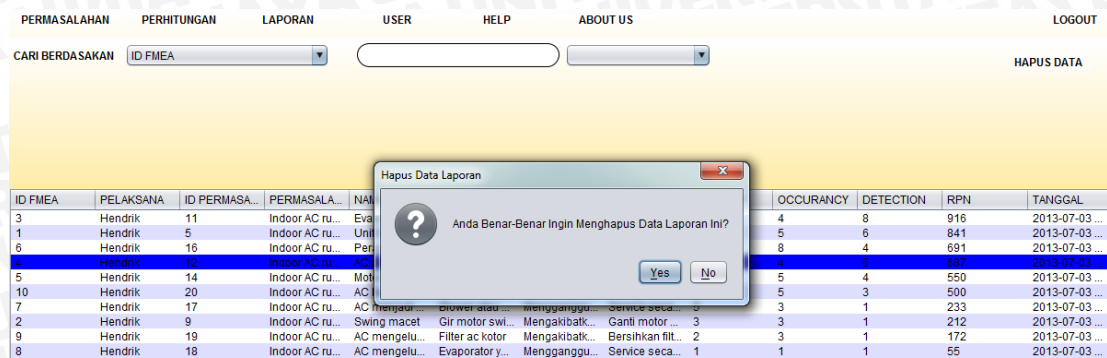 PERMASALAHAN PERHITUNGAN LAPORAN USER HELP ABOUT US LOGOUT
CARI BERDASAKAN ID FMEA HAPUS DATA
Hapus Data Laporan
Anda Benar-Benar Ingin Menghapus Data Laporan Ini?
Yes No
ID FMEA PELAKSANA ID PERMASA... PERMASALA... OCCURANCY DETECTION RPN TANGGAL
3 Hendrik 11 Indoor AC ru... 4 8 916 2013-07-03 ...
1 Hendrik 5 Indoor AC ru... 5 6 841 2013-07-03 ...
6 Hendrik 16 Indoor AC ru... 8 4 691 2013-07-03 ...
4 Hendrik 12 Indoor AC ru... 687 2013-07-03 ...
5 Hendrik 14 Indoor AC ru... 5 4 550 2013-07-03 ...
10 Hendrik 20 Indoor AC ru... 5 3 500 2013-07-03 ...
7 Hendrik 17 Indoor AC ru... AC menjadi ... Blower atau ... Mengganggu... Service seca... 5 3 1 233 2013-07-03 ...
2 Hendrik 9 Indoor AC ru... Swing macet Gir motor swi... Mengakibatk... Ganti motor ... 3 3 1 212 2013-07-03 ...
9 Hendrik 19 Indoor AC ru... AC mengelu... Filter ac kotor Mengakibatk... Bersihkan filt... 2 3 1 172 2013-07-03 ...
8 Hendrik 18 Indoor AC ru... AC mengelu... Evaporator y... Mengganggu... Service seca... 1 1 1 55 2013-07-03 ...